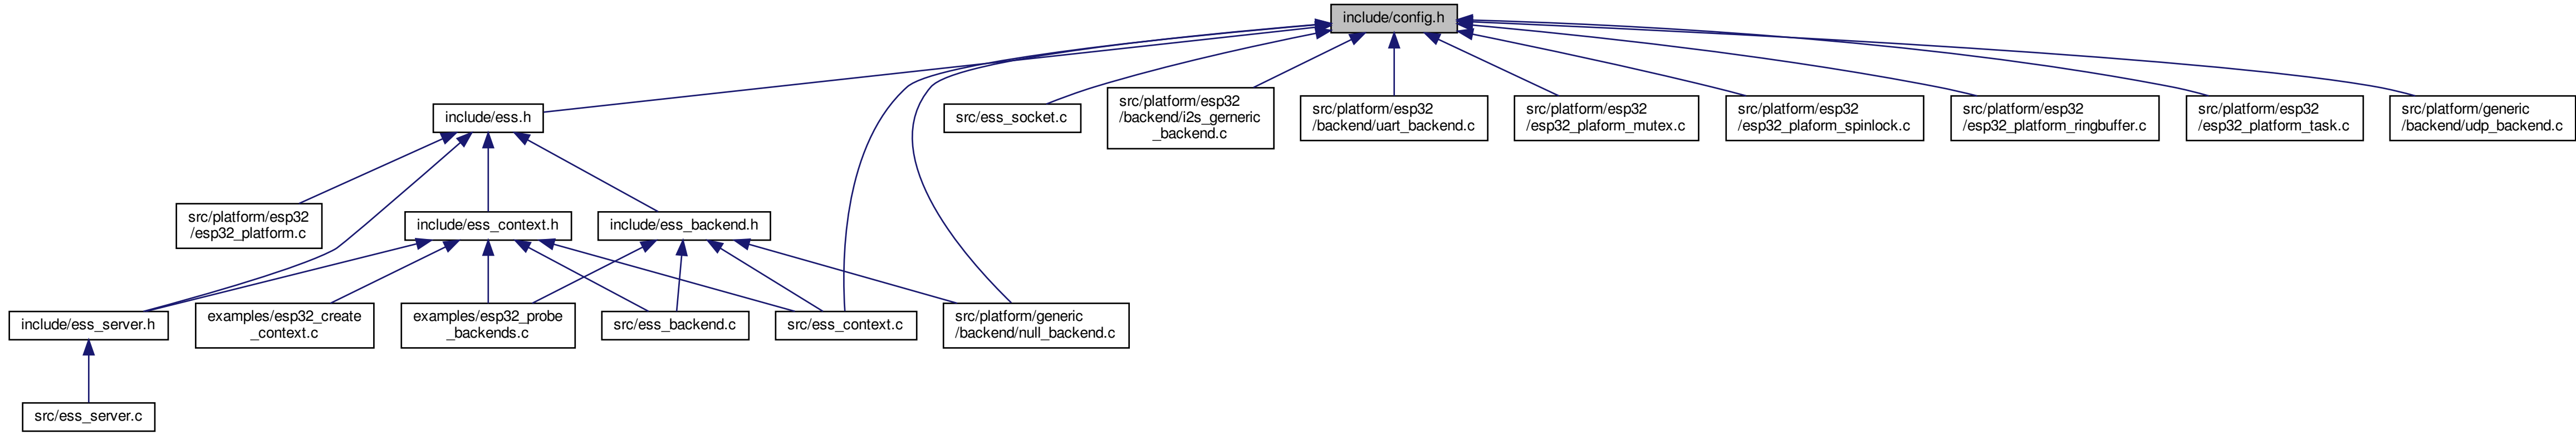 include/config.h
include/ess.h
src/ess_socket.c
src/platform/esp32
/backend/i2s_gerneric
_backend.c
src/platform/esp32
/backend/uart_backend.c
src/platform/esp32
/esp32_plaform_mutex.c
src/platform/esp32
/esp32_plaform_spinlock.c
src/platform/esp32
/esp32_platform_ringbuffer.c
src/platform/esp32
/esp32_platform_task.c
src/platform/generic
/backend/udp_backend.c
src/platform/esp32
/esp32_platform.c
include/ess_context.h
include/ess_backend.h
include/ess_server.h
examples/esp32_create
_context.c
examples/esp32_probe
_backends.c
src/ess_backend.c
src/ess_context.c
src/platform/generic
/backend/null_backend.c
src/ess_server.c